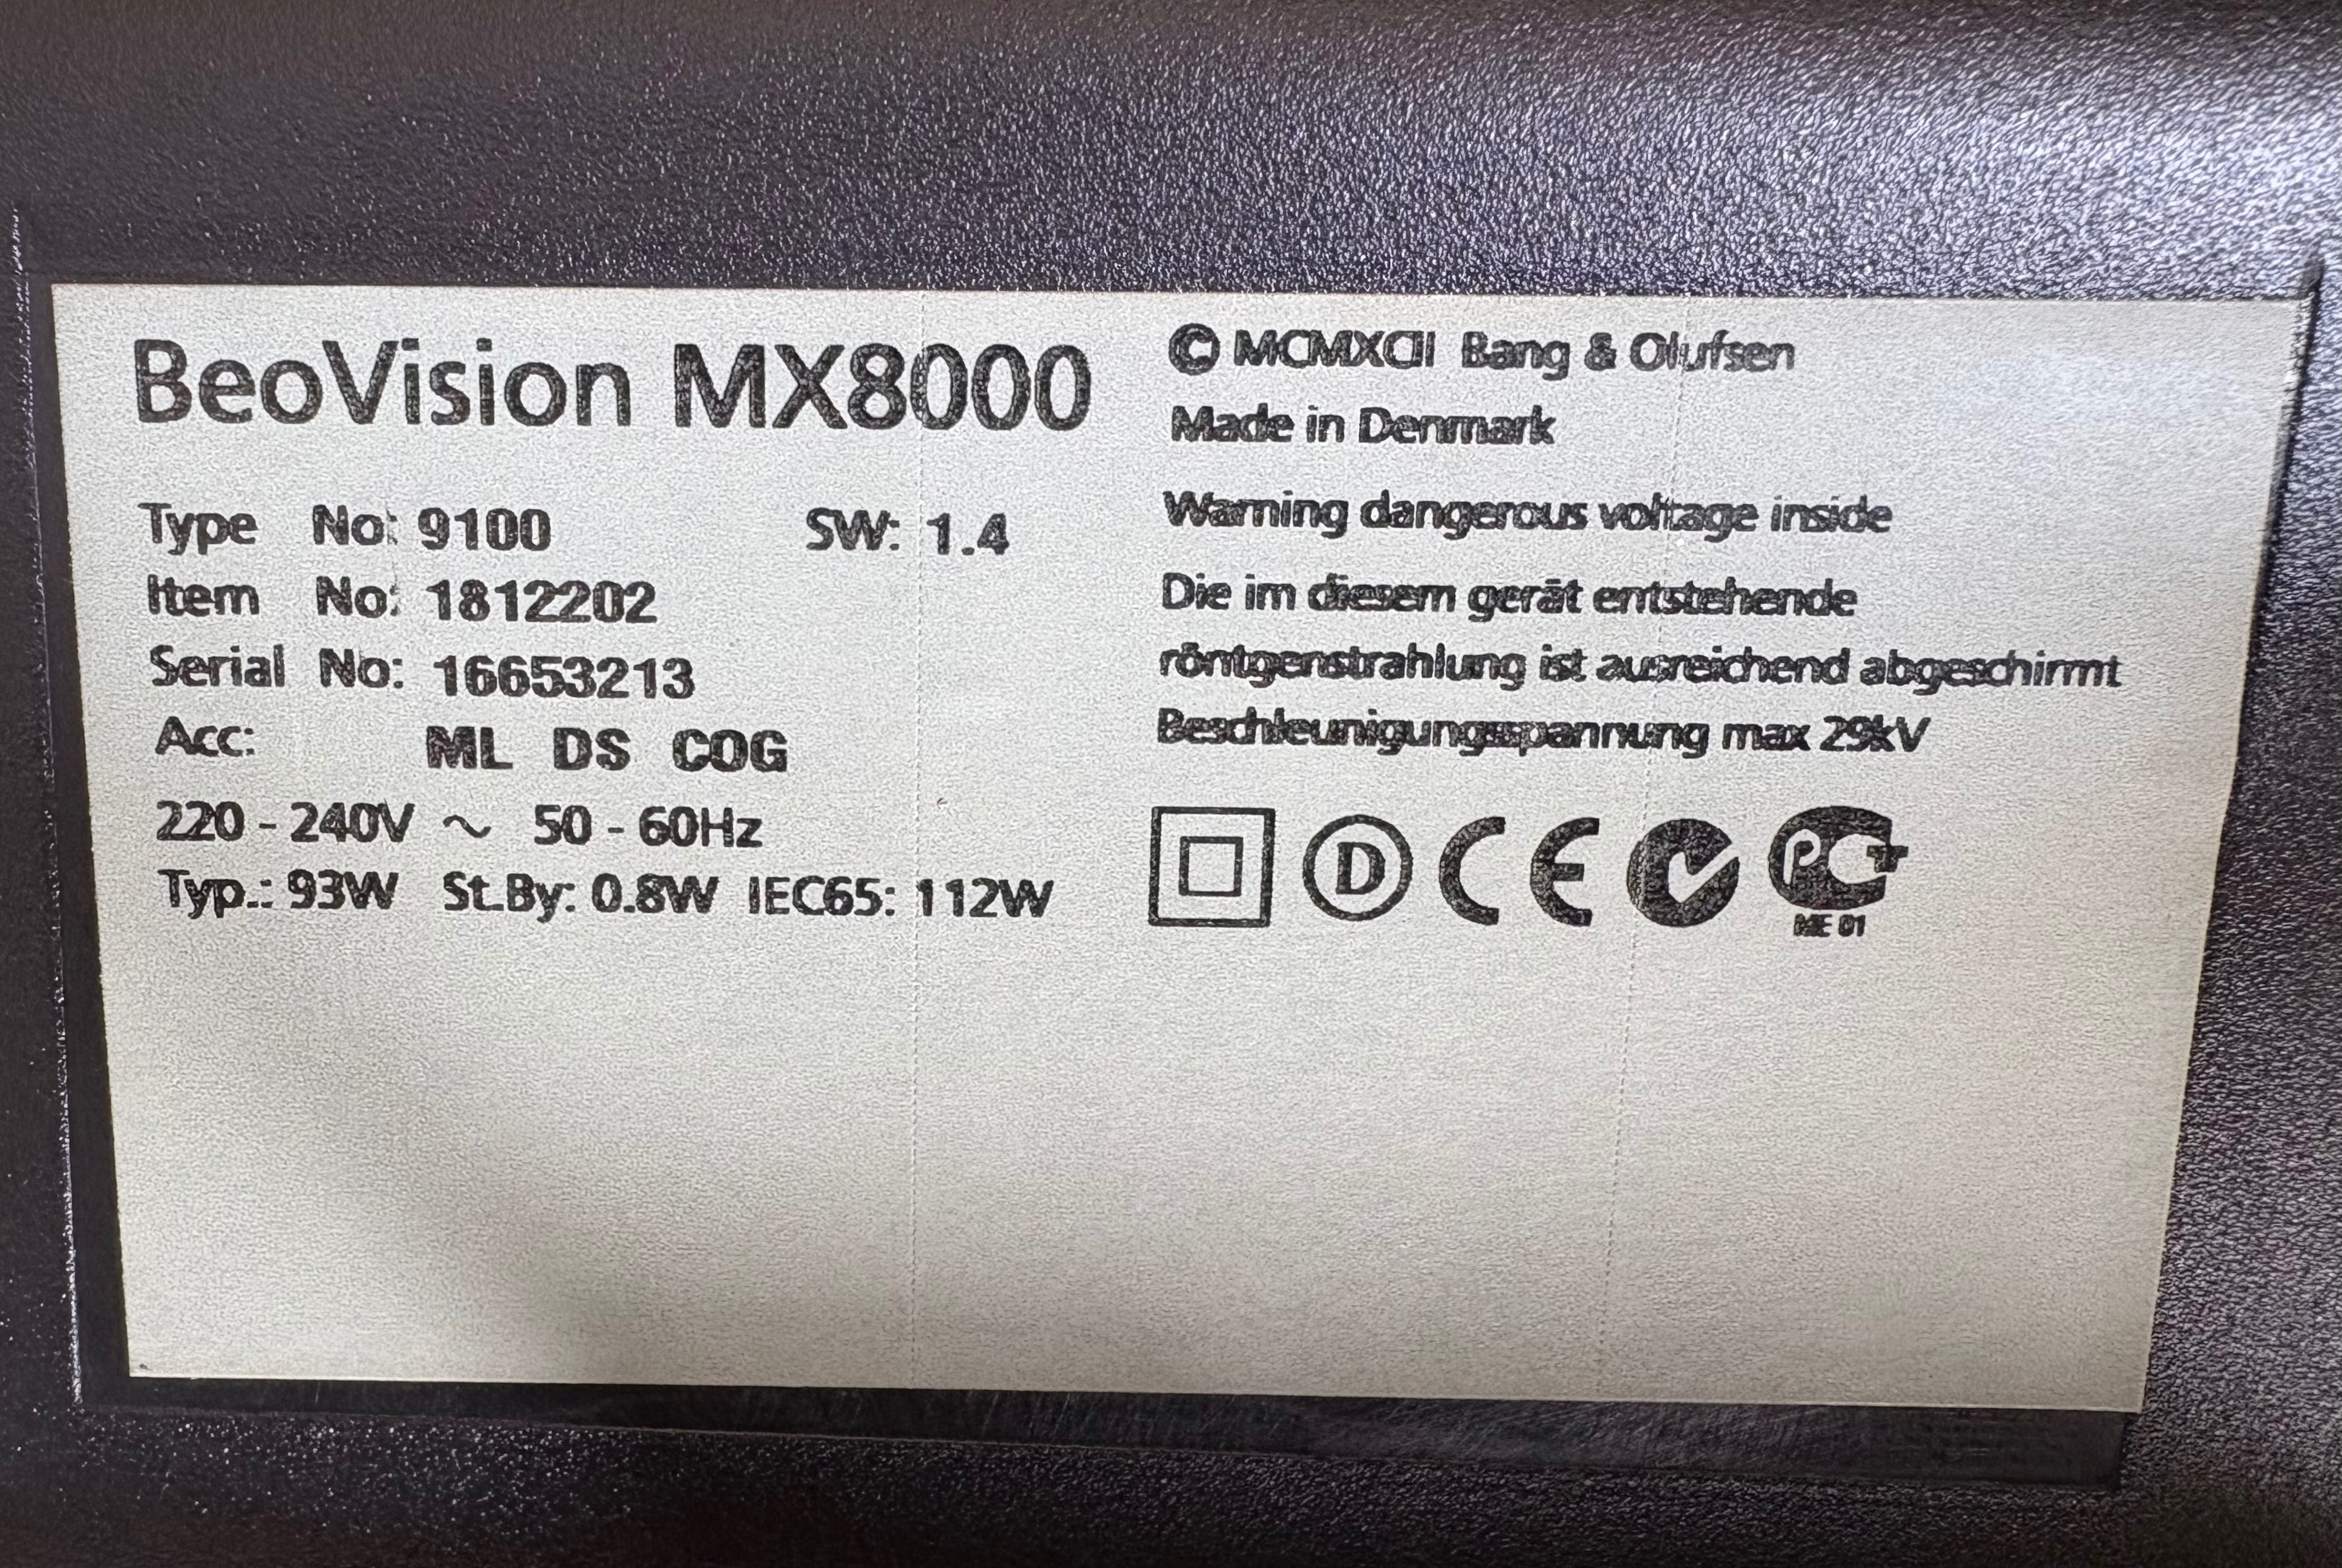 BeoVision MX8000
Type No: 9100 SW: 1.4
Item No: 1812202
Serial No: 16653213
Acc: ML DS COG
220 - 240V ~ 50 - 60Hz
Typ.: 93W St.By: 0.8W IEC65: 112W
© MCMXCII Bang & Olufsen
Made in Denmark
Warning dangerous voltage inside
Die im diesem gerät entstehende
röntgenstrahlung ist ausreichend abgeschirmt
Beschleunigungsspannung max 29kV
D CE PCT
ME 01